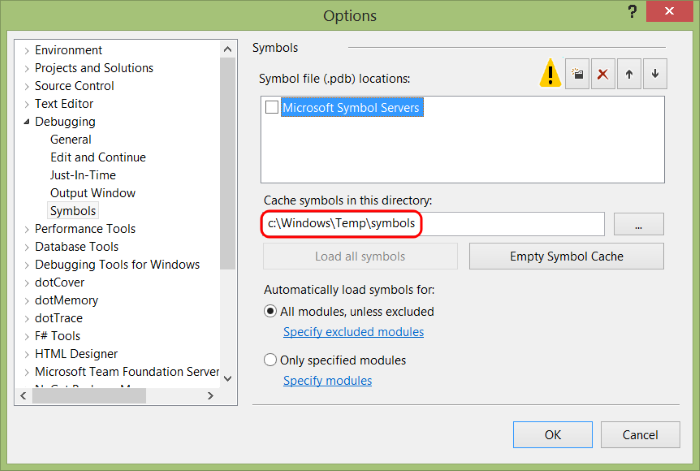 Options
?
Environment
Projects and Solutions
Source Control
Text Editor
Debugging
General
Edit and Continue
Just-In-Time
Output Window
Symbols
Performance Tools
Database Tools
Debugging Tools for Windows
dotCover
dotMemory
dotTrace
F# Tools
HTML Designer
Microsoft Team Foundation Server
Symbols
Symbol file (.pdb) locations:
Microsoft Symbol Servers
Cache symbols in this directory:
c:\Windows\Temp\symbols
...
Load all symbols
Empty Symbol Cache
Automatically load symbols for:
All modules, unless excluded
Specify excluded modules
Only specified modules
Specify modules
OK
Cancel